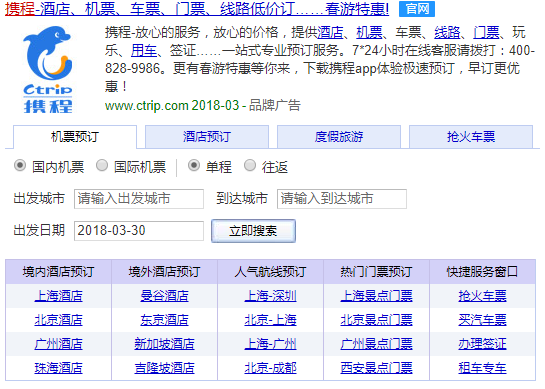 携程-酒店、机票、车票、门票、线路低价订……春游特惠! 官网
携程-放心的服务，放心的价格，提供酒店、机票、车票、线路、门票、玩
乐、用车、签证……一站式专业预订服务。7*24小时在线客服请拨打：400-
828-9986。更有春游特惠等你来，下载携程app体验极速预订，早订更优
惠！
Ctrip
携程
www.ctrip.com 2018-03 - 品牌广告
机票预订 酒店预订 度假旅游 抢火车票
国内机票 国际机票 单程 往返
出发城市 请输入出发城市 到达城市 请输入到达城市
出发日期 2018-03-30 立即搜索
境内酒店预订 境外酒店预订 人气航线预订 热门门票预订 快捷服务窗口
上海酒店 曼谷酒店 上海-深圳 上海景点门票 抢火车票
北京酒店 东京酒店 北京-上海 北京景点门票 买汽车票
广州酒店 新加坡酒店 上海-广州 广州景点门票 办理签证
珠海酒店 吉隆坡酒店 北京-成都 西安景点门票 租车专车